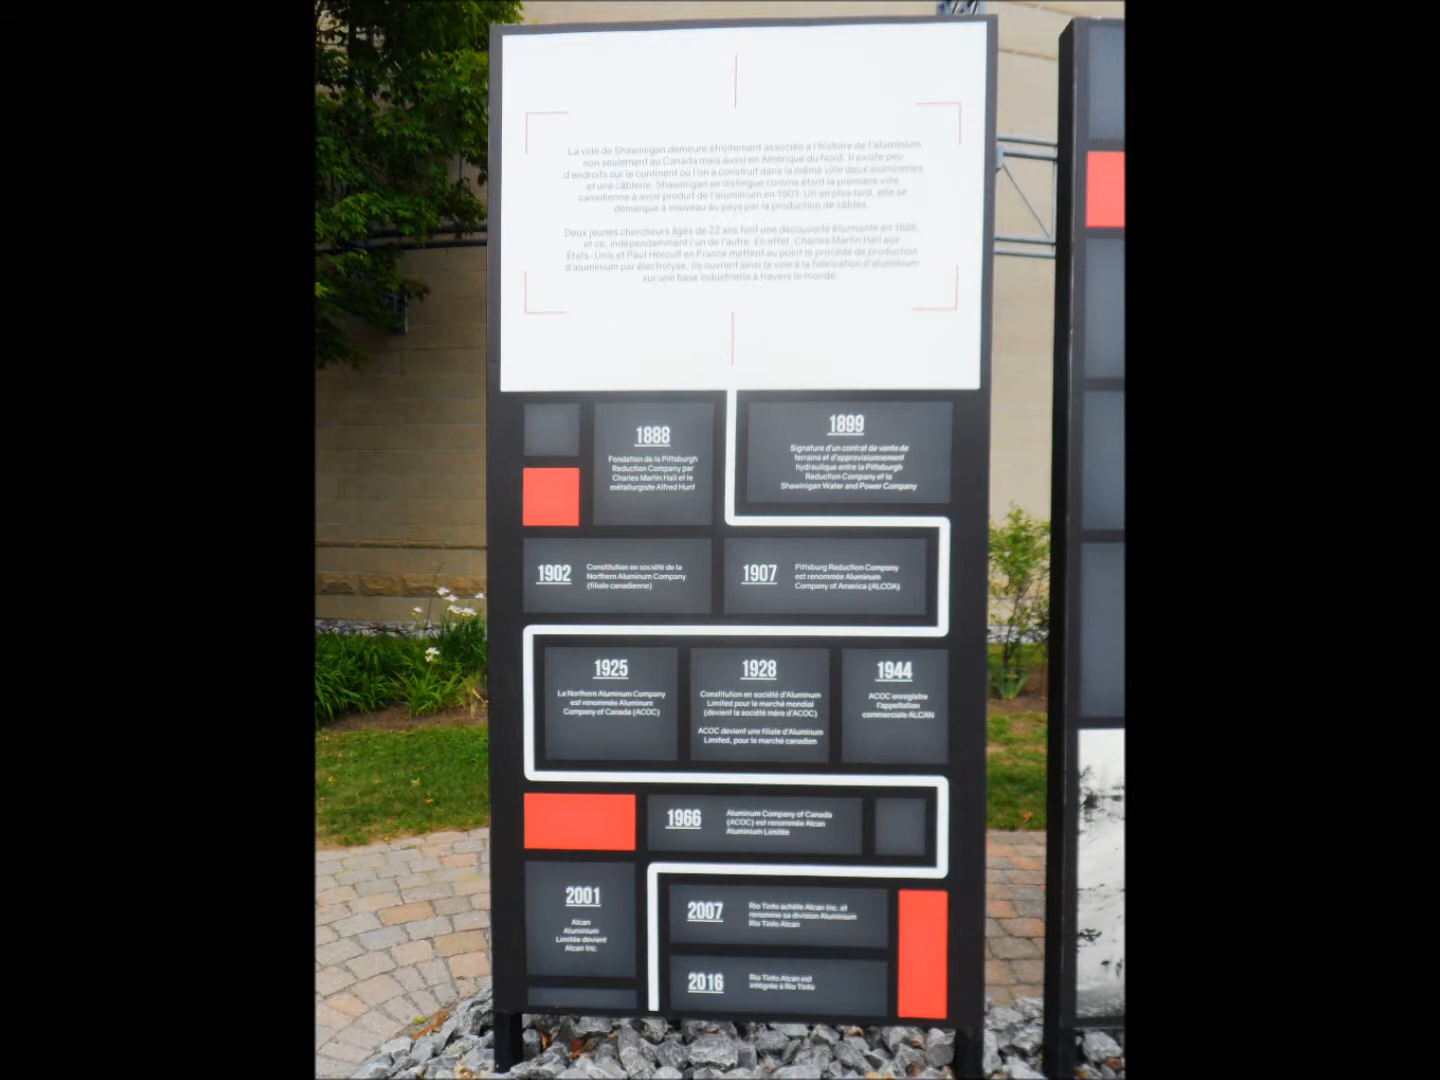 La ville de Shawinigan demeure étroitement associée à l'histoire de l'aluminium
non seulement au Canada mais aussi en Amérique du Nord. Il existe peu
d'endroits sur le continent où l'on a construit dans la même ville deux alumineries
et une câblerie. Shawinigan se distingue comme étant la première ville
canadienne à avoir produit de l'aluminium en 1901. Un an plus tard, elle se
démarque à nouveau au pays par la production de câbles.
Deux jeunes chercheurs âgés de 22 ans font une découverte étonnante en 1886,
et ce, indépendamment l'un de l'autre. En effet, Charles Martin Hall aux
États-Unis et Paul Héroult en France mettent au point le procédé de production
d'aluminium par électrolyse. Ils ouvrent ainsi la voie à la fabrication d'aluminium
sur une base industrielle à travers le monde.
1888
Fondation de la Pittsburgh
Reduction Company par
Charles Martin Hall et le
métallurgiste Alfred Hunt
1899
Signature d'un contrat de vente de
terrains et d'approvisionnement
hydraulique entre la Pittsburgh
Reduction Company et la
Shawinigan Water and Power Company
1902
Constitution en société de la
Northern Aluminum Company
(filiale canadienne)
1907
Pittsburg Reduction Company
est renommée Aluminum
Company of America (ALCOA)
1925
La Northern Aluminum Company
est renommée Aluminum
Company of Canada (ACOC)
1928
Constitution en société d'Aluminum
Limited pour le marché mondial
(devient la société mère d'ACOC)
ACOC devient une filiale d'Aluminum
Limited, pour le marché canadien
1944
ACOC enregistre
l'appellation
commerciale ALCAN
1966
Aluminum Company of Canada
(ACOC) est renommée Alcan
Aluminium Limitée
2001
Alcan
Aluminium
Limitée devient
Alcan Inc.
2007
Rio Tinto achète Alcan Inc. et
renomme sa division Aluminium
Rio Tinto Alcan
2016
Rio Tinto Alcan est
intégrée à Rio Tinto